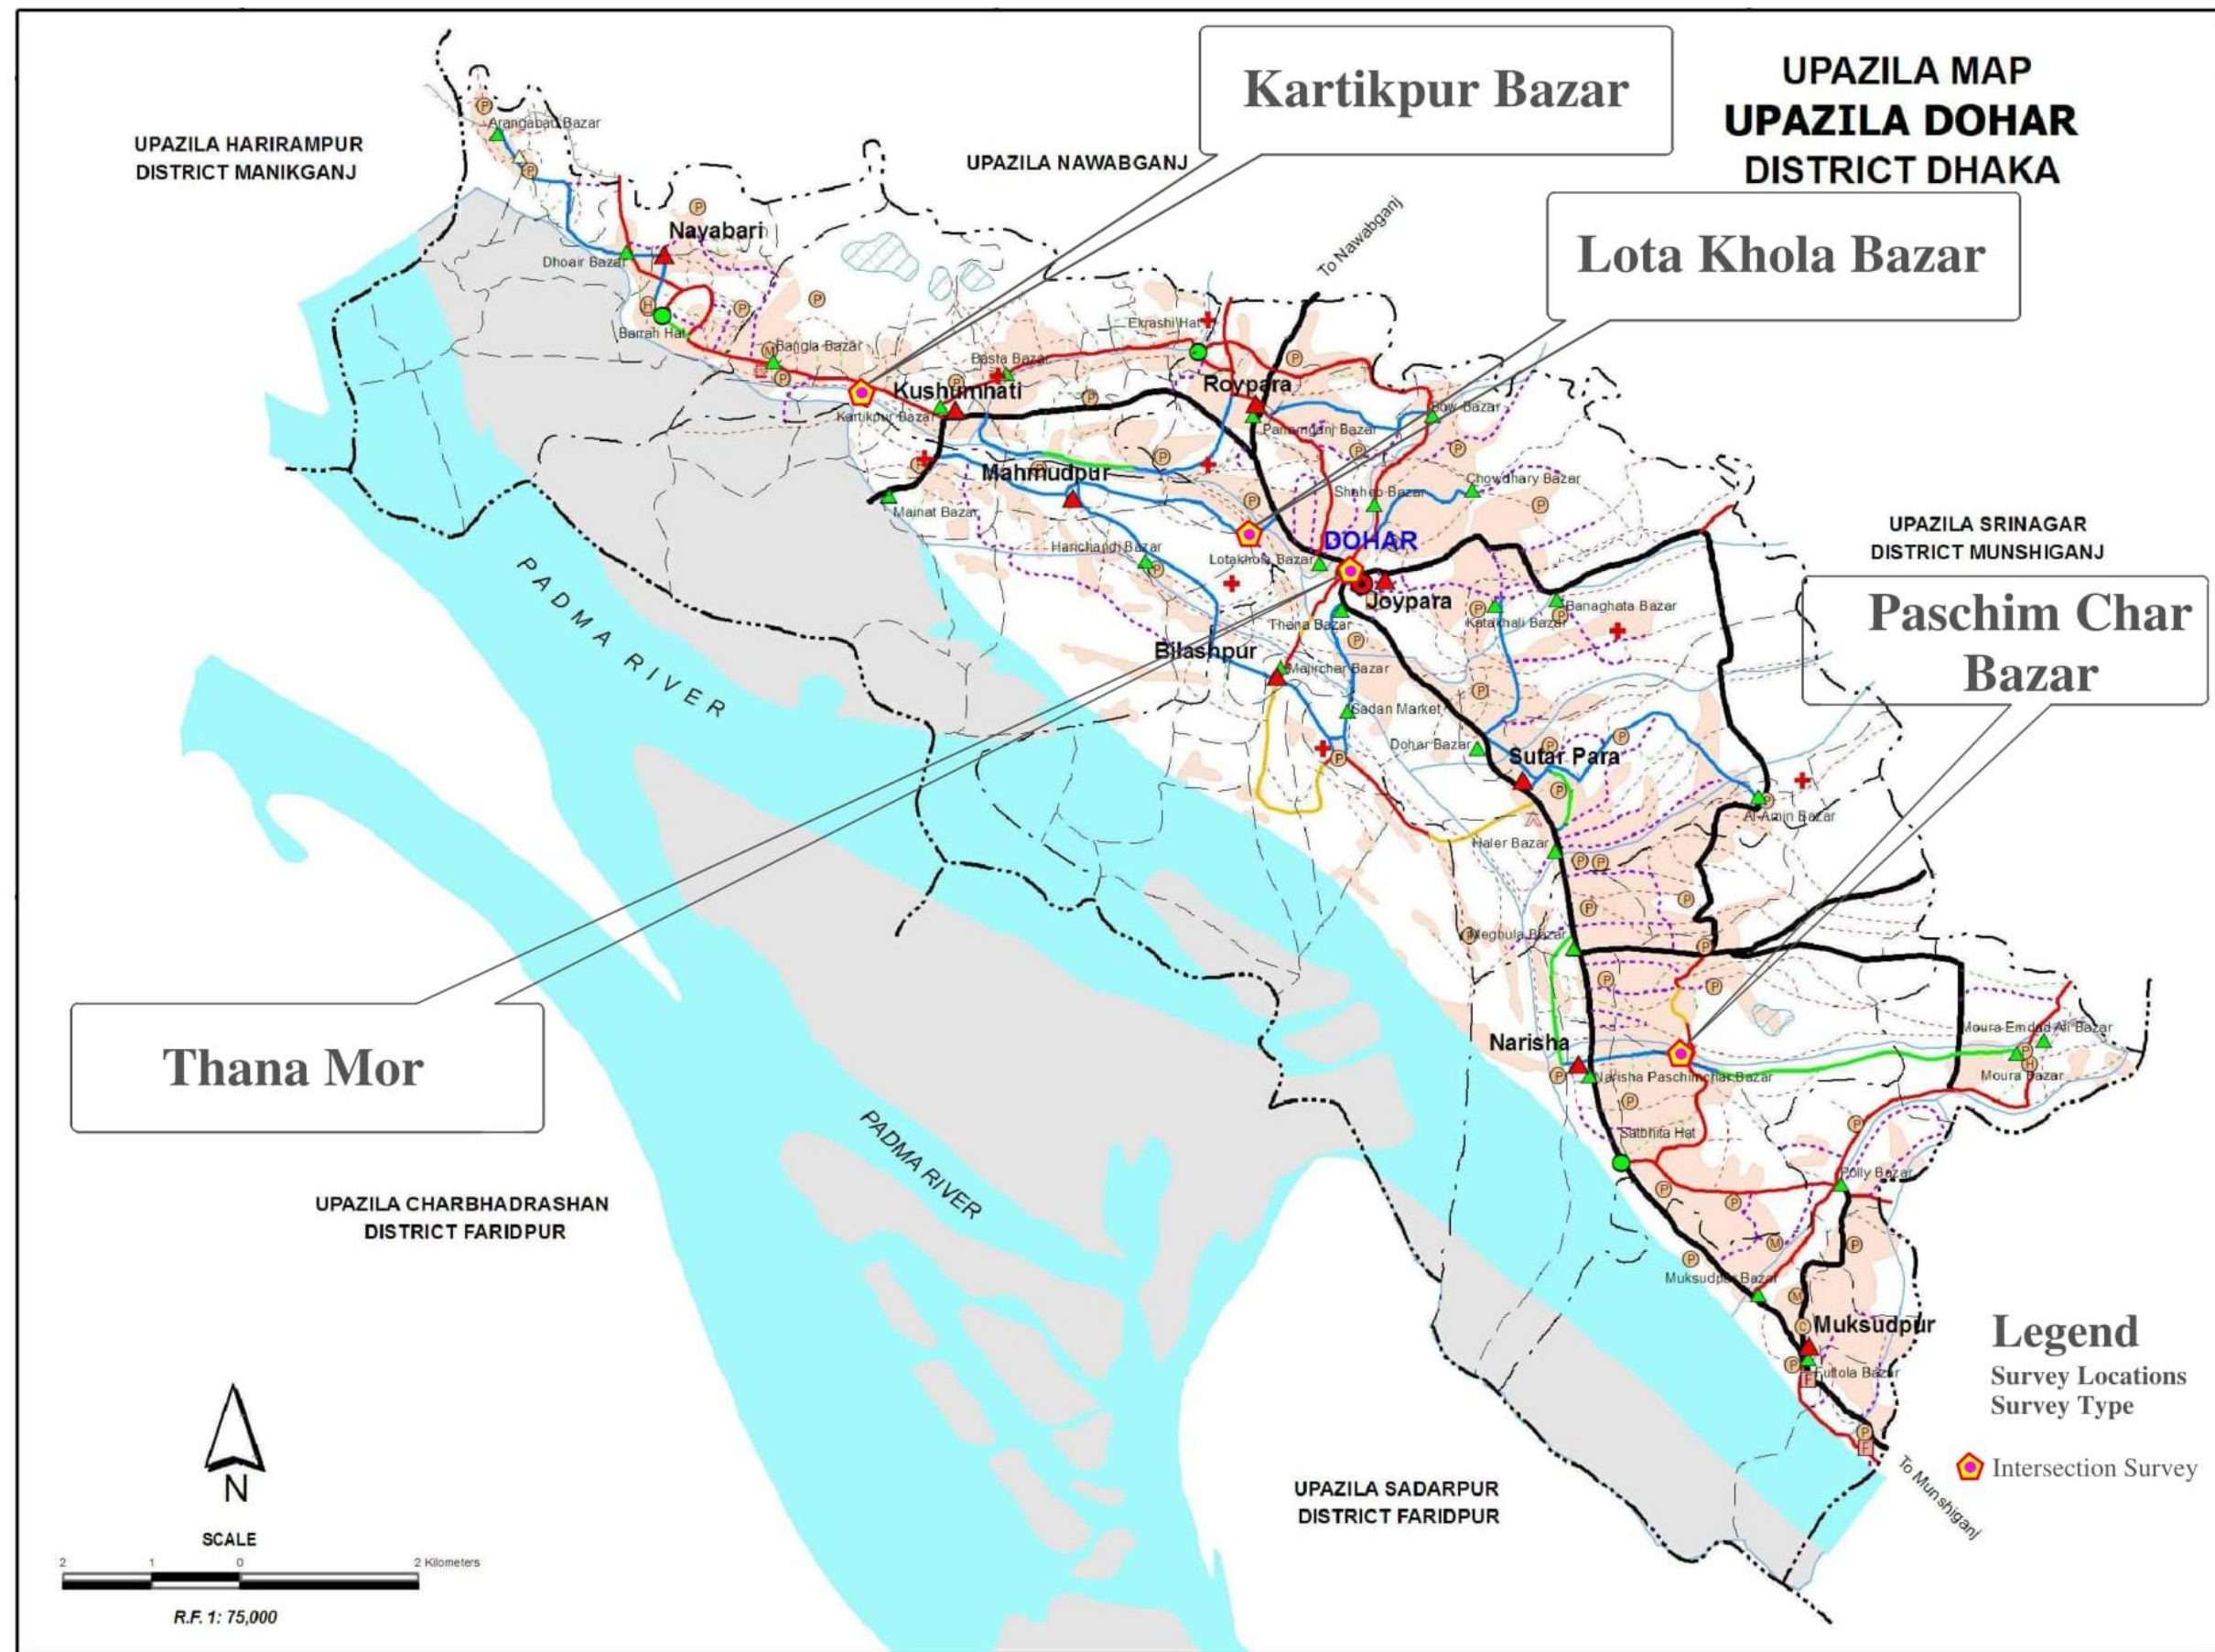 UPAZILA MAP
UPAZILA DOHAR
DISTRICT DHAKA
Kartikpur Bazar
Lota Khola Bazar
Paschim Char
Bazar
Thana Mor
UPAZILA HARIRAMPUR
DISTRICT MANIKGANJ
UPAZILA NAWABGANJ
To Nawabganj
UPAZILA SRINAGAR
DISTRICT MUNSHIGANJ
Arangabad Bazar
Nayabari
Dhoair Bazar
Barrah Hat
Bangla Bazar
Ekrashi Hat
Basta Bazar
Kushumhati
Kartikpur Bazar
Roypara
Bow Bazar
Panamganj Bazar
Mahmudpur
Mainat Bazar
Chowdhary Bazar
Shaheb Bazar
Harichandi Bazar
Lotakhola Bazar
DOHAR
Joypara
Thana Bazar
Katakhali Bazar
Banaghata Bazar
Bilashpur
Malirchar Bazar
Sadan Market
Dohar Bazar
Sutar Para
Al-Amin Bazar
Haler Bazar
Meghula Bazar
PADMA RIVER
PADMA RIVER
Narisha
Narisha Paschimchar Bazar
Moura Emdad Ali Bazar
Moura Bazar
Satbhita Hat
Polly Bazar
Muksudpur Bazar
Muksudpur
Futtola Bazar
To Munshiganj
UPAZILA CHARBHADRASHAN
DISTRICT FARIDPUR
UPAZILA SADARPUR
DISTRICT FARIDPUR
Legend
Survey Locations
Survey Type
Intersection Survey
N
SCALE
2 1 0 2 Kilometers
R.F. 1: 75,000